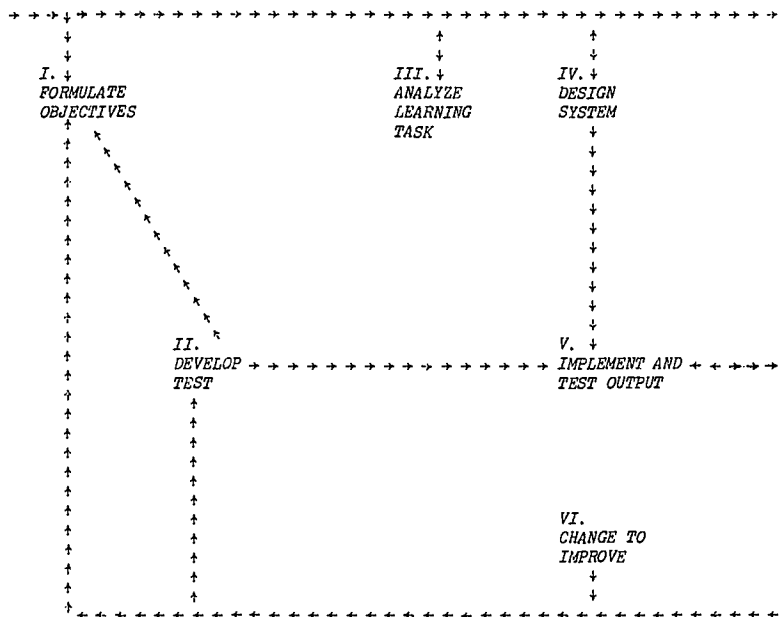 I.
FORMULATE
OBJECTIVES
III.
ANALYZE
LEARNING
TASK
IV.
DESIGN
SYSTEM
II.
DEVELOP
TEST
V.
IMPLEMENT AND
TEST OUTPUT
VI.
CHANGE TO
IMPROVE